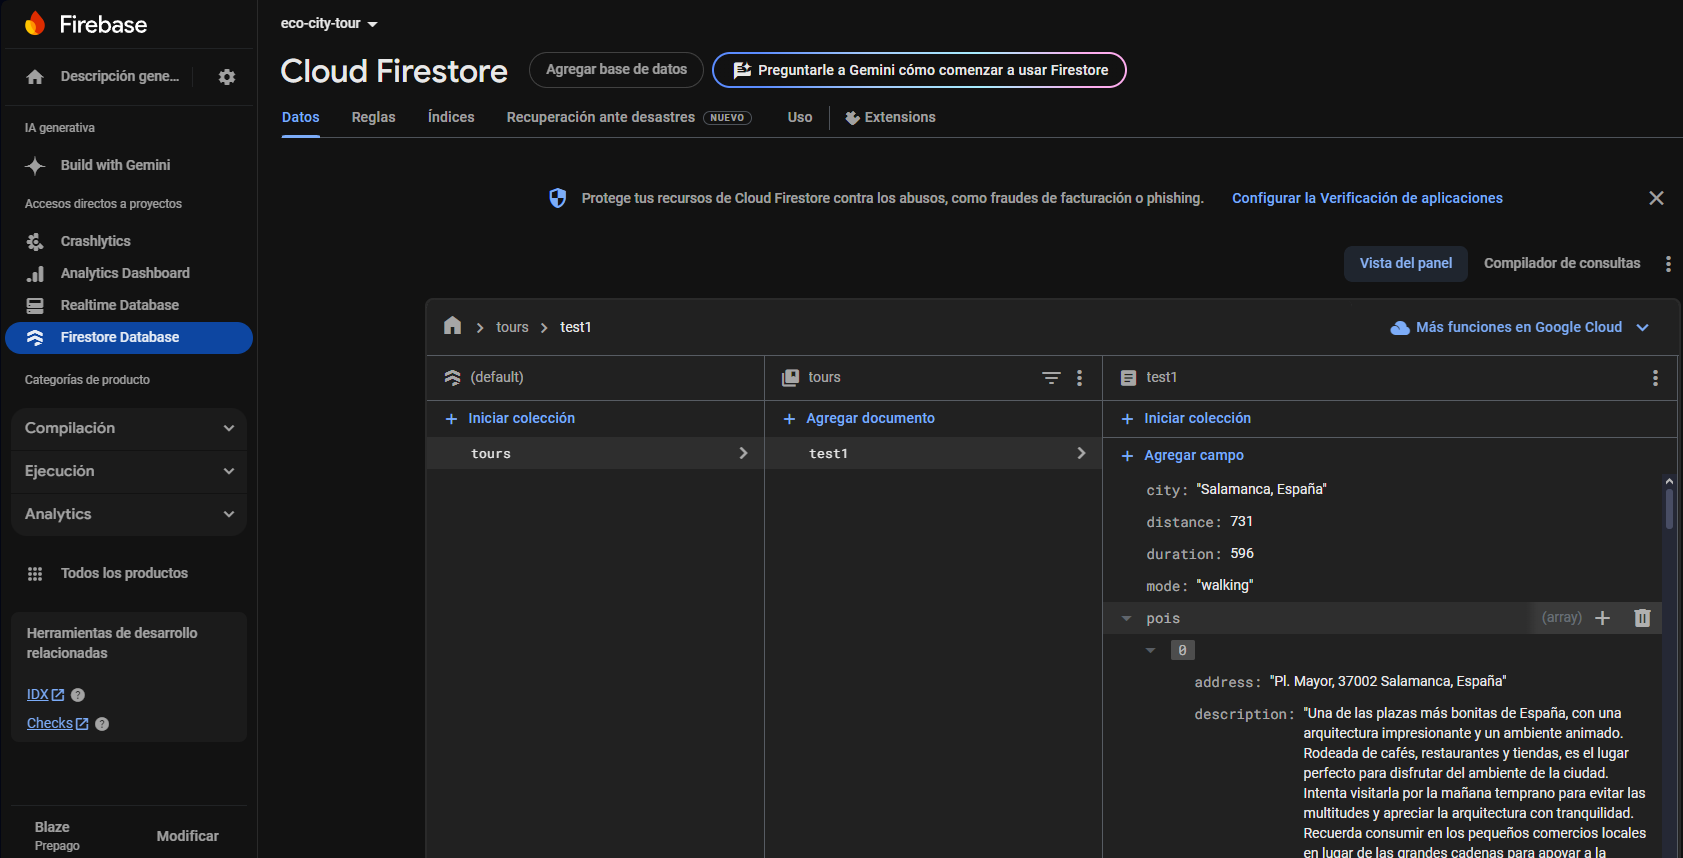 Firebase
eco-city-tour
Cloud Firestore
Agregar base de datos
Preguntarle a Gemini cómo comenzar a usar Firestore
Descripción gene...
Datos
Reglas
Índices
Recuperación ante desastres
NUEVO
Uso
Extensions
IA generativa
Build with Gemini
Accesos directos a proyectos
Crashlytics
Analytics Dashboard
Realtime Database
Firestore Database
Categorías de producto
Compilación
Ejecución
Analytics
Todos los productos
Herramientas de desarrollo
relacionadas
IDX
Checks
Blaze
Prepago
Modificar
Protege tus recursos de Cloud Firestore contra los abusos, como fraudes de facturación o phishing.
Configurar la Verificación de aplicaciones
Vista del panel
Compilador de consultas
tours
test1
Más funciones en Google Cloud
(default)
Iniciar colección
tours
tours
Agregar documento
test1
test1
Iniciar colección
Agregar campo
city: "Salamanca, España"
distance: 731
duration: 596
mode: "walking"
pois
(array)
0
address: "Pl. Mayor, 37002 Salamanca, España"
description: "Una de las plazas más bonitas de España, con una
arquitectura impresionante y un ambiente animado.
Rodeada de cafés, restaurantes y tiendas, es el lugar
perfecto para disfrutar del ambiente de la ciudad.
Intenta visitarla por la mañana temprano para evitar las
multitudes y apreciar la arquitectura con tranquilidad.
Recuerda consumir en los pequeños comercios locales
en lugar de las grandes cadenas para apoyar a la